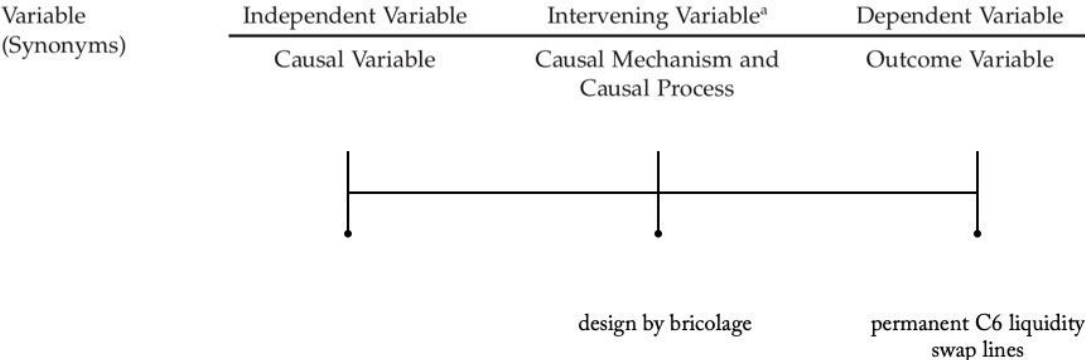 Variable
(Synonyms)
Independent Variable
Intervening Variableᵃ
Dependent Variable
Causal Variable
Causal Mechanism and
Causal Process
Outcome Variable
design by bricolage
permanent C6 liquidity
swap lines